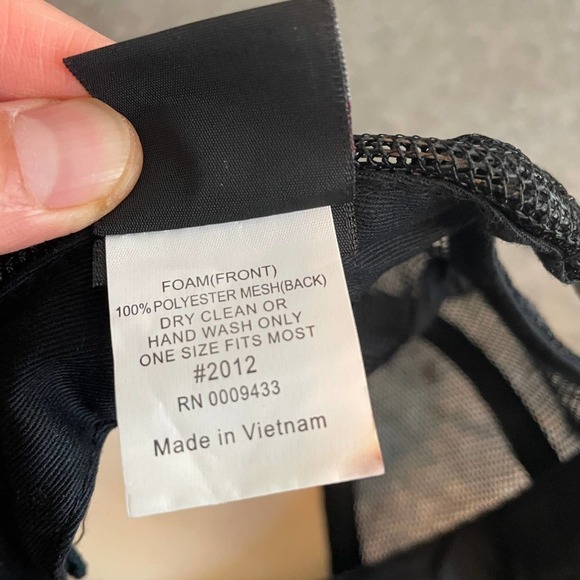 FOAM(FRONT)
100% POLYESTER MESH(BACK)
DRY CLEAN OR
HAND WASH ONLY
ONE SIZE FITS MOST
#2012
RN 0009433
Made in Vietnam